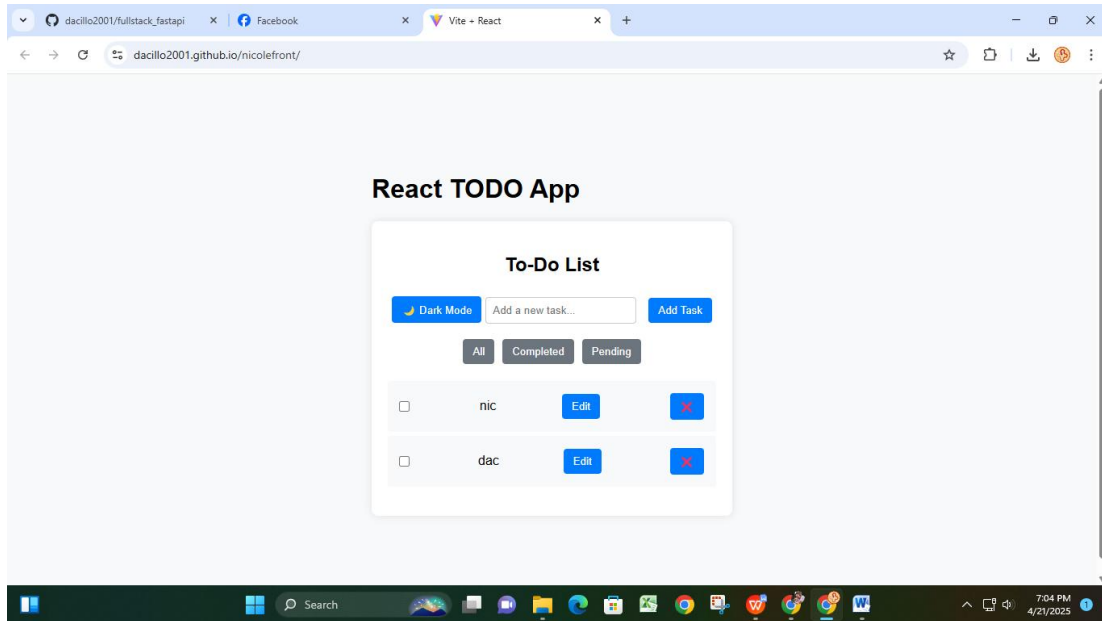 dacillo2001/fullstack_fastapi Facebook Vite + React
dacillo2001.github.io/nicolefront/
React TODO App
To-Do List
🌙 Dark Mode Add a new task... Add Task
All Completed Pending
nic Edit
dac Edit
Search 7:04 PM
4/21/2025 1